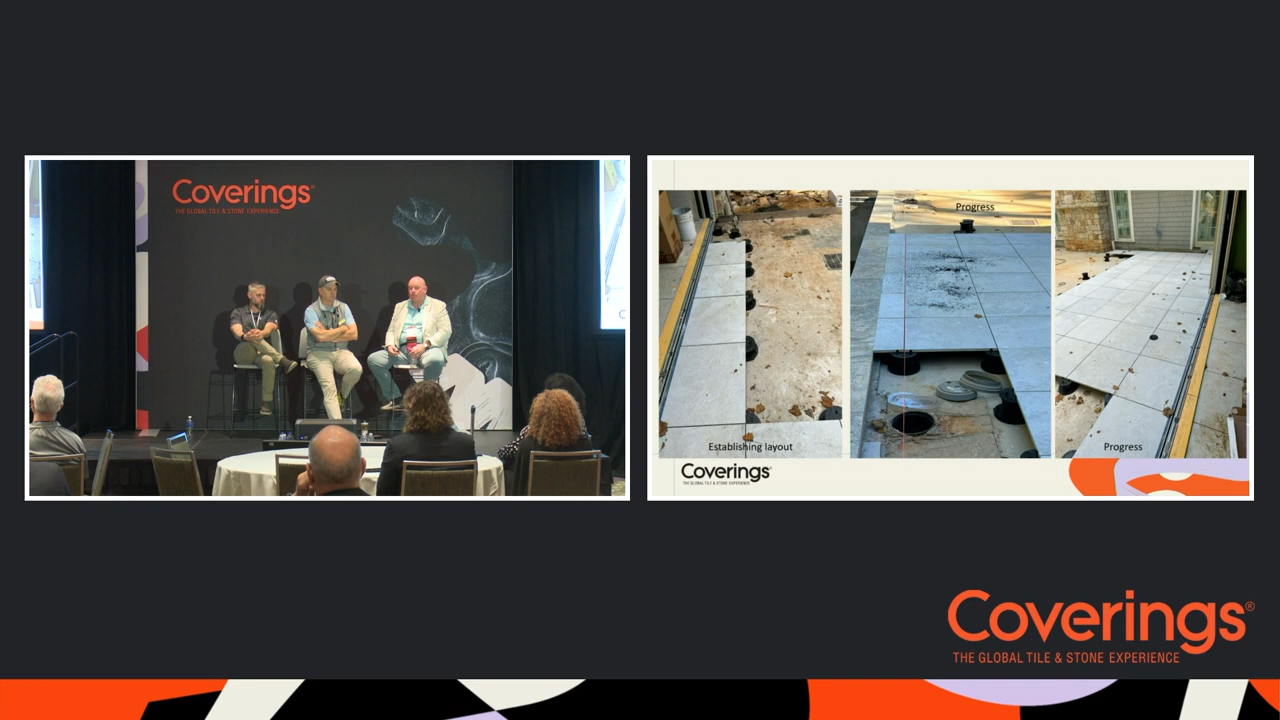 Coverings®
THE GLOBAL TILE & STONE EXPERIENCE
Progress
Establishing layout
Progress
Coverings®
THE GLOBAL TILE & STONE EXPERIENCE
Coverings®
THE GLOBAL TILE & STONE EXPERIENCE